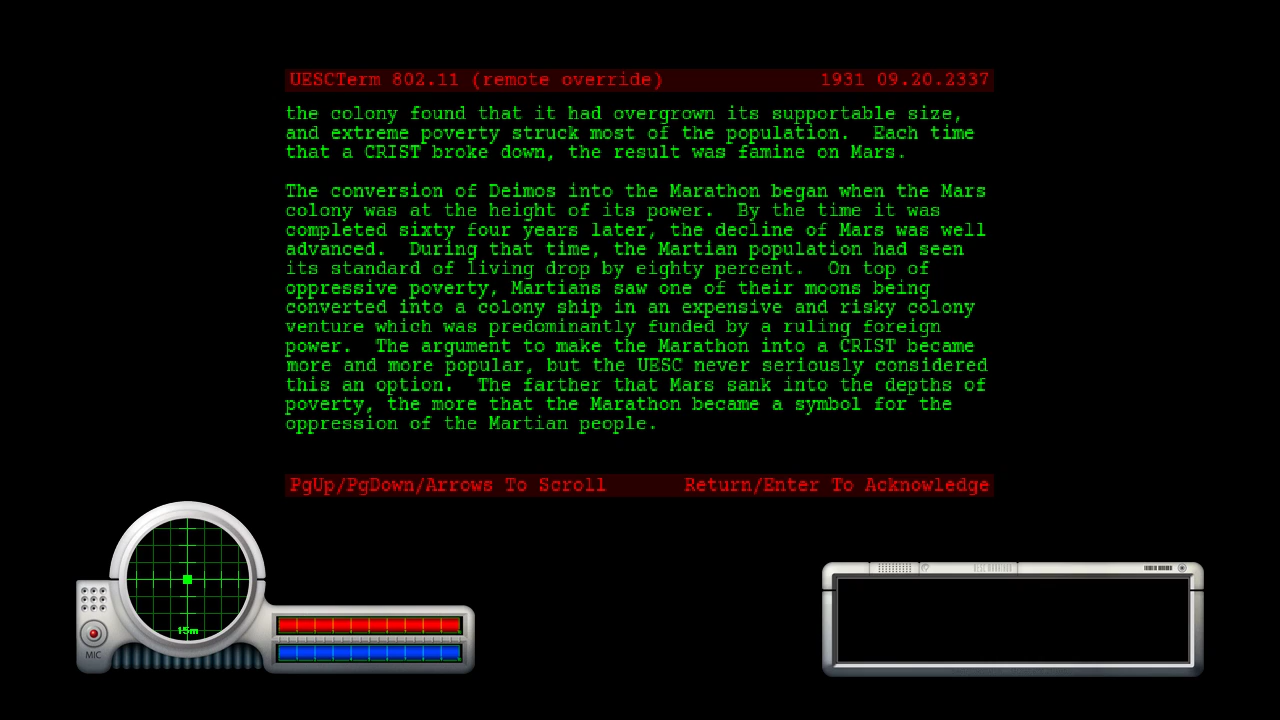 UESCTerm 802.11 (remote override) 1931 09.20.2337
the colony found that it had overgrown its supportable size,
and extreme poverty struck most of the population.  Each time
that a CRIST broke down, the result was famine on Mars.
The conversion of Deimos into the Marathon began when the Mars
colony was at the height of its power.  By the time it was
completed sixty four years later, the decline of Mars was well
advanced.  During that time, the Martian population had seen
its standard of living drop by eighty percent.  On top of
oppressive poverty, Martians saw one of their moons being
converted into a colony ship in an expensive and risky colony
venture which was predominantly funded by a ruling foreign
power.  The argument to make the Marathon into a CRIST became
more and more popular, but the UESC never seriously considered
this an option.  The farther that Mars sank into the depths of
poverty, the more that the Marathon became a symbol for the
oppression of the Martian people.
PgUp/PgDown/Arrows To Scroll Return/Enter To Acknowledge
15m
MIC